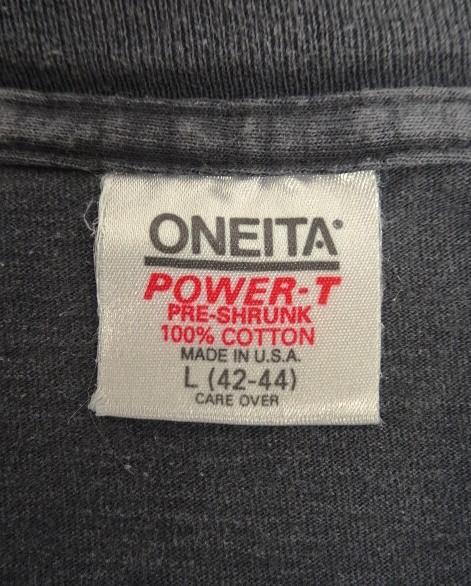 ONEITA
POWER-T
PRE-SHRUNK
100% COTTON
MADE IN U.S.A.
L (42-44)
CARE OVER